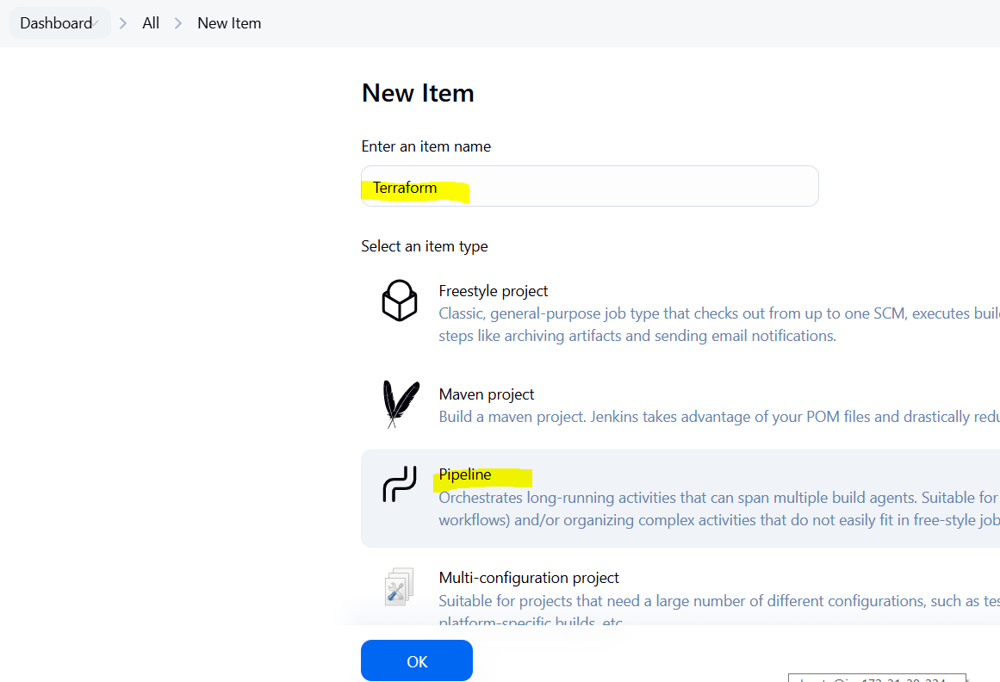 Dashboard
All
New Item
New Item
Enter an item name
Terraform
Select an item type
Freestyle project
Classic, general-purpose job type that checks out from up to one SCM, executes
steps like archiving artifacts and sending email notifications.
Maven project
Build a maven project. Jenkins takes advantage of your POM files and drastically
Pipeline
Orchestrates long-running activities that can span multiple build agents. Suitable for
workflows) and/or organizing complex activities that do not easily fit in free-style
Multi-configuration project
Suitable for projects that need a large number of different configurations, such as
platform-specific builds, etc.
OK